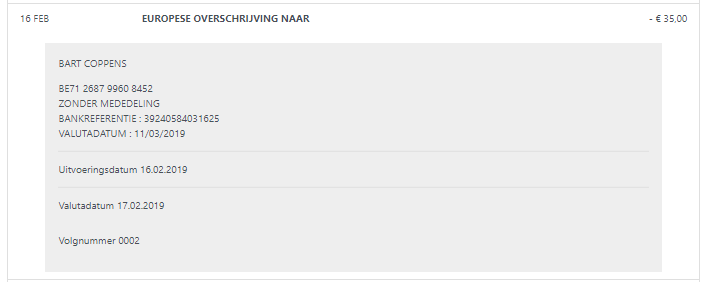 16 FEB EUROPESE OVERSCHRIJVING NAAR - € 35,00
BART COPPENS
BE71 2687 9960 8452
ZONDER MEDEDELING
BANKREFERENTIE : 39240584031625
VALUTADATUM : 11/03/2019
Uitvoeringsdatum 16.02.2019
Valutadatum 17.02.2019
Volgnummer 0002